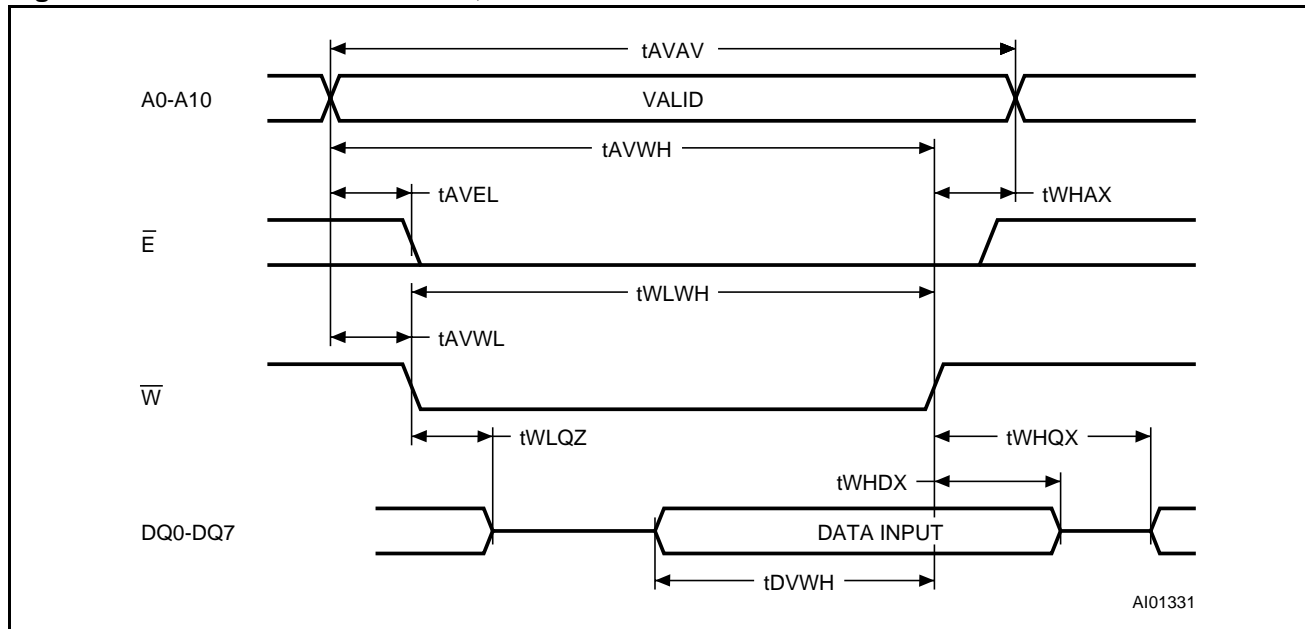 tAVAV
A0-A10
VALID
tAVWH
tAVEL
tWHAX
E̅
tWLWH
tAVWL
W̅
tWLQZ
tWHQX
tWHDX
DQ0-DQ7
DATA INPUT
tDVWH
AI01331